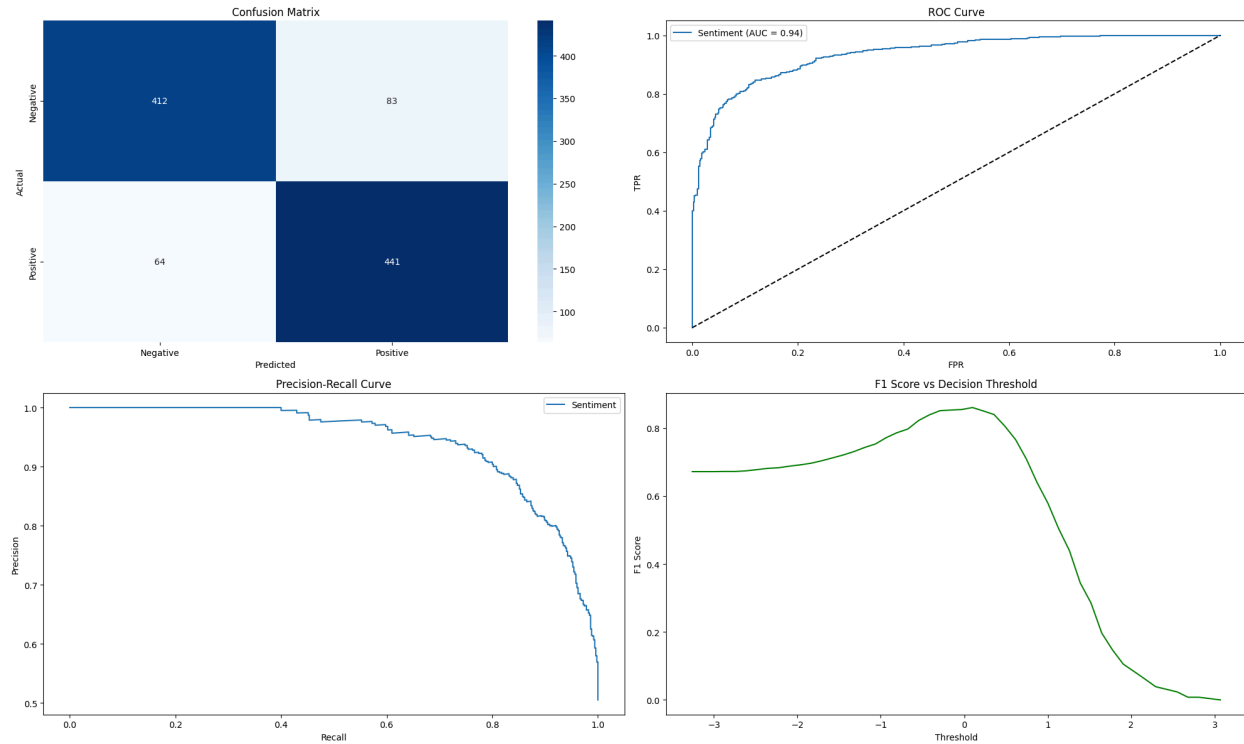 Confusion Matrix
Negative
Positive
Actual
412
83
64
441
Negative
Positive
Predicted
400
350
300
250
200
150
100
ROC Curve
Sentiment (AUC = 0.94)
TPR
1.0
0.8
0.6
0.4
0.2
0.0
0.0
0.2
0.4
0.6
0.8
1.0
FPR
Precision-Recall Curve
Sentiment
Precision
1.0
0.9
0.8
0.7
0.6
0.5
0.0
0.2
0.4
0.6
0.8
1.0
Recall
F1 Score vs Decision Threshold
F1 Score
0.8
0.6
0.4
0.2
0.0
−3
−2
−1
0
1
2
3
Threshold